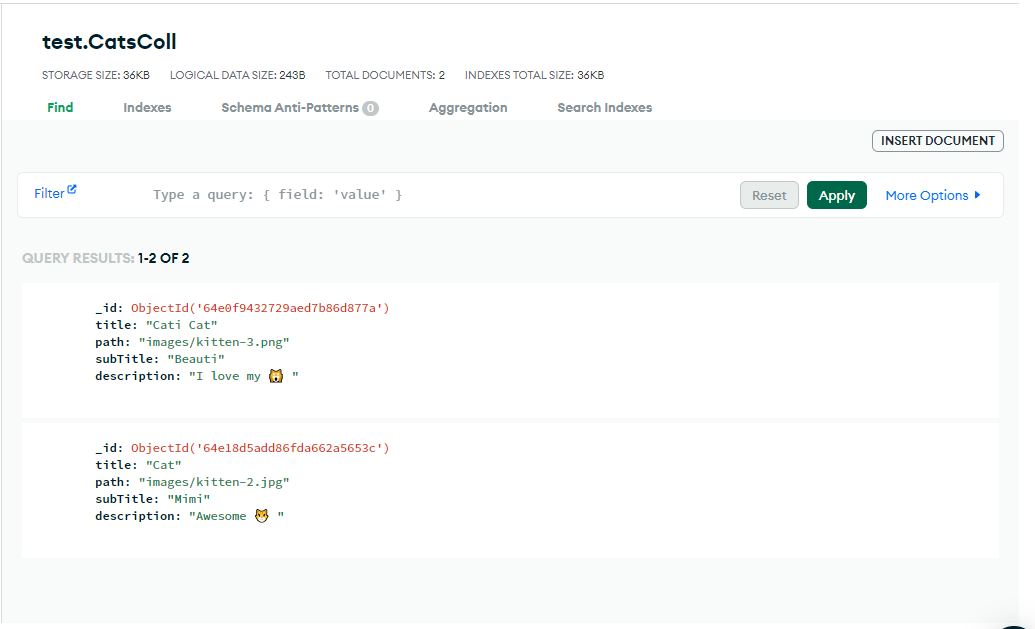 test.CatsColl
STORAGE SIZE: 36KB LOGICAL DATA SIZE: 243B TOTAL DOCUMENTS: 2 INDEXES TOTAL SIZE: 36KB
Find Indexes Schema Anti-Patterns 0 Aggregation Search Indexes
INSERT DOCUMENT
Filter Type a query: { field: 'value' } Reset Apply More Options
QUERY RESULTS: 1-2 OF 2
_id: ObjectId('64e0f9432729aed7b86d877a')
title: "Cati Cat"
path: "images/kitten-3.png"
subTitle: "Beauti"
description: "I love my 🙀 "
_id: ObjectId('64e18d5add86fda662a5653c')
title: "Cat"
path: "images/kitten-2.jpg"
subTitle: "Mimi"
description: "Awesome 🐱 "